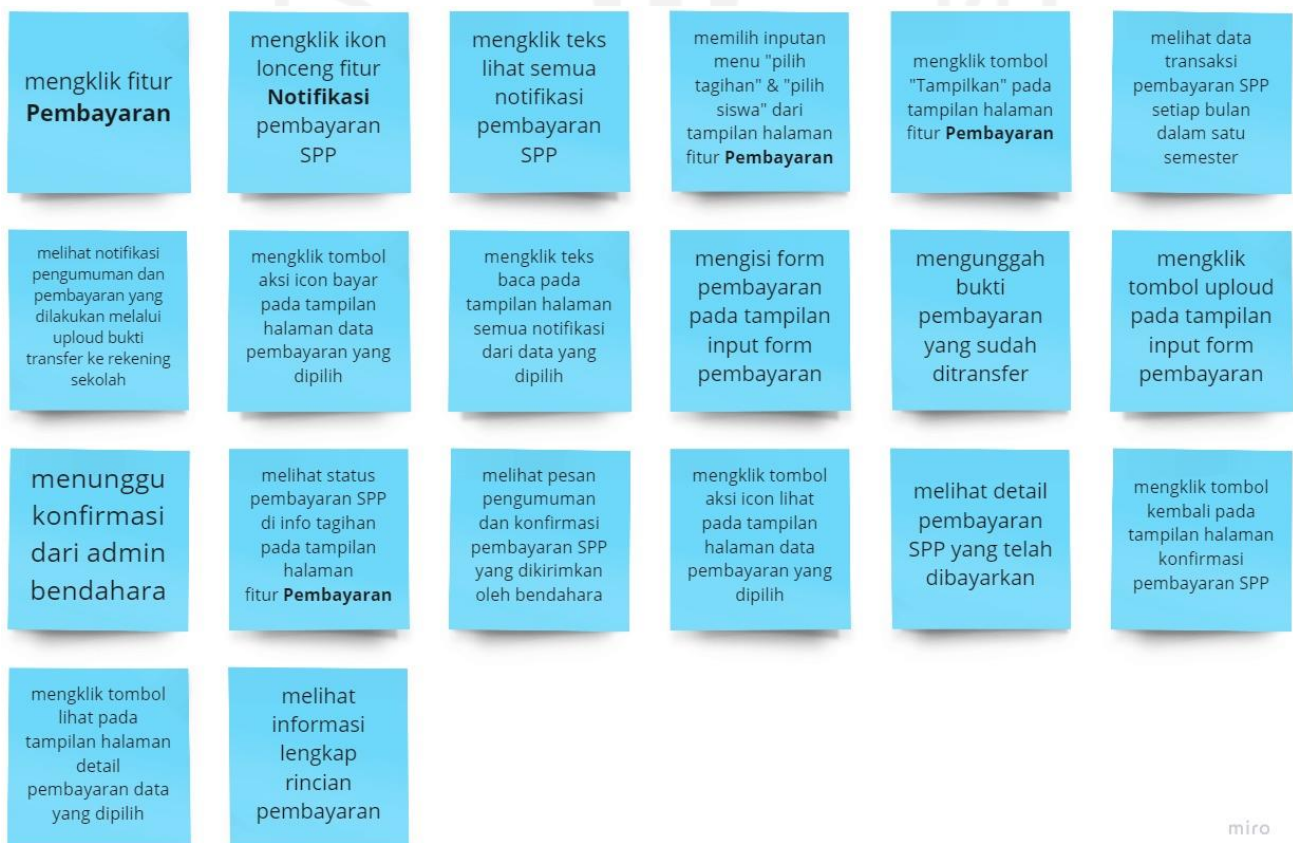 mengklik fitur
Pembayaran
mengklik ikon
lonceng fitur
Notifikasi
pembayaran
SPP
mengklik teks
lihat semua
notifikasi
pembayaran
SPP
memilih inputan
menu "pilih
tagihan" & "pilih
siswa" dari
tampilan halaman
fitur Pembayaran
mengklik tombol
"Tampilkan" pada
tampilan halaman
fitur Pembayaran
melihat data
transaksi
pembayaran SPP
setiap bulan
dalam satu
semester
melihat notifikasi
pengumuman dan
pembayaran yang
dilakukan melalui
uploud bukti
transfer ke rekening
sekolah
mengklik tombol
aksi icon bayar
pada tampilan
halaman data
pembayaran yang
dipilih
mengklik teks
baca pada
tampilan halaman
semua notifikasi
dari data yang
dipilih
mengisi form
pembayaran
pada tampilan
input form
pembayaran
mengunggah
bukti
pembayaran
yang sudah
ditransfer
mengklik
tombol uploud
pada tampilan
input form
pembayaran
menunggu
konfirmasi
dari admin
bendahara
melihat status
pembayaran SPP
di info tagihan
pada tampilan
halaman
fitur Pembayaran
melihat pesan
pengumuman
dan konfirmasi
pembayaran SPP
yang dikirimkan
oleh bendahara
mengklik tombol
aksi icon lihat
pada tampilan
halaman data
pembayaran yang
dipilih
melihat detail
pembayaran
SPP yang telah
dibayarkan
mengklik tombol
kembali pada
tampilan halaman
konfirmasi
pembayaran SPP
mengklik tombol
lihat pada
tampilan halaman
detail
pembayaran data
yang dipilih
melihat
informasi
lengkap
rincian
pembayaran
miro